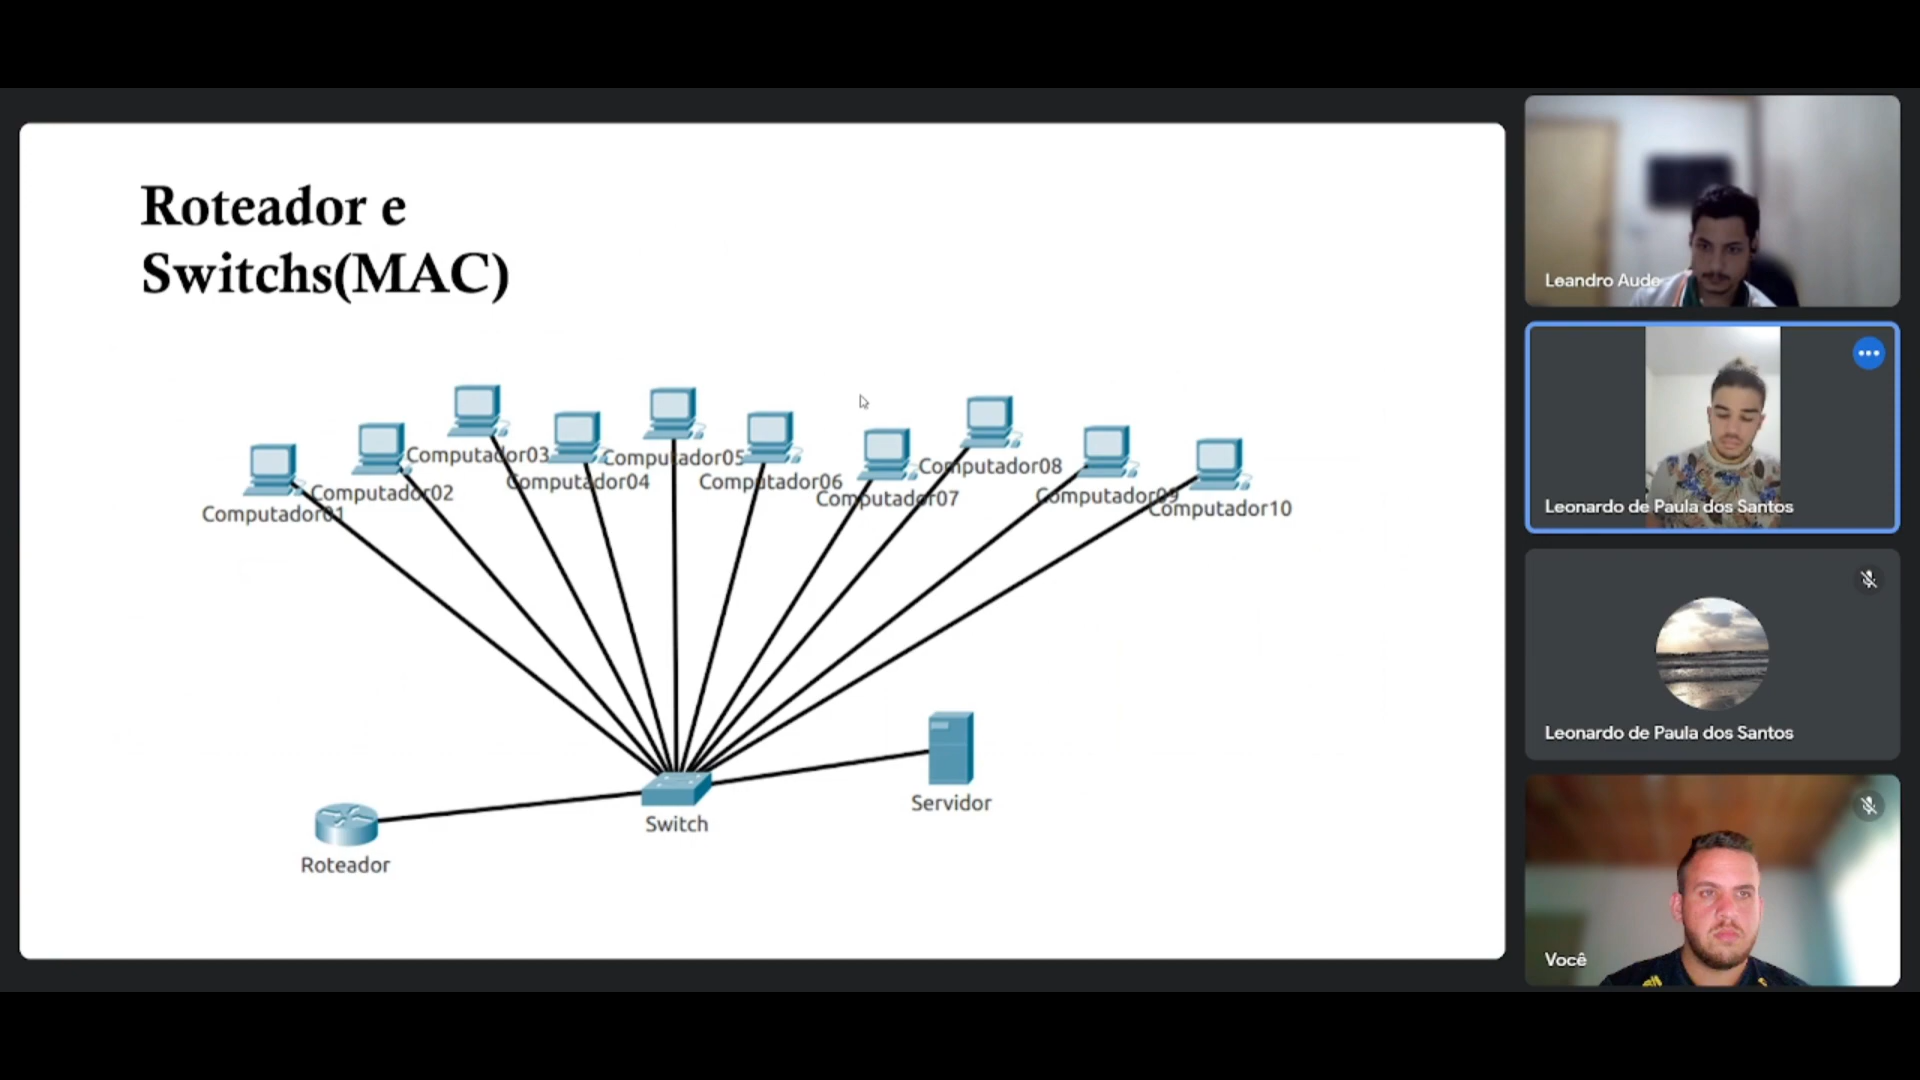 Roteador e
Switchs(MAC)
Computador01
Computador02
Computador03
Computador04
Computador05
Computador06
Computador07
Computador08
Computador09
Computador10
Servidor
Switch
Roteador
Leandro Aude
Leonardo de Paula dos Santos
Leonardo de Paula dos Santos
Você